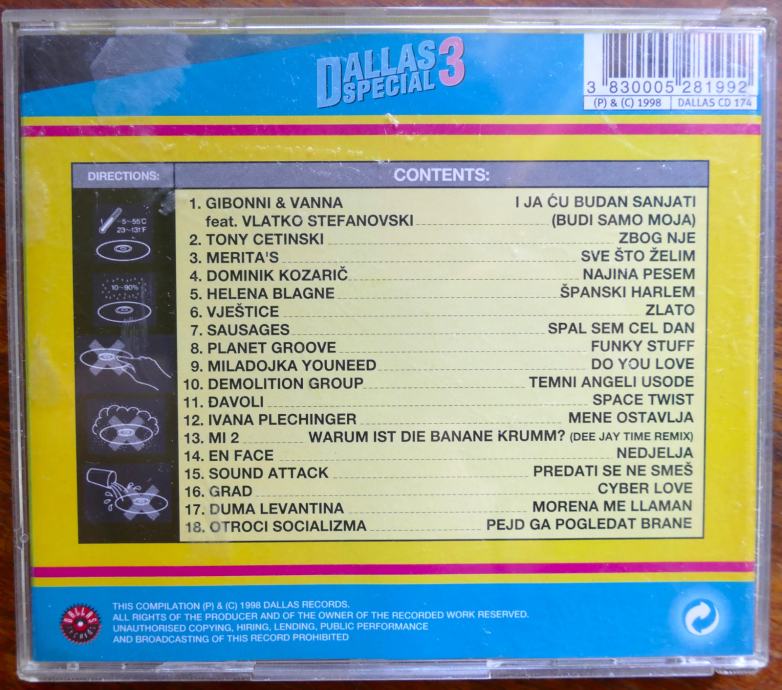 DALLAS
SPECIAL 3
3 830005 281992
(P) & (C) 1998 DALLAS CD 174
DIRECTIONS:
CONTENTS:
-5~55°C
23~131°F
10~90%
1. GIBONNI & VANNA I JA ĆU BUDAN SANJATI
feat. VLATKO STEFANOVSKI (BUDI SAMO MOJA)
2. TONY CETINSKI ZBOG NJE
3. MERITA'S SVE ŠTO ŽELIM
4. DOMINIK KOZARIČ NAJINA PESEM
5. HELENA BLAGNE ŠPANSKI HARLEM
6. VJEŠTICE ZLATO
7. SAUSAGES SPAL SEM CEL DAN
8. PLANET GROOVE FUNKY STUFF
9. MILADOJKA YOUNEED DO YOU LOVE
10. DEMOLITION GROUP TEMNI ANGELI USODE
11. ĐAVOLI SPACE TWIST
12. IVANA PLECHINGER MENE OSTAVLJA
13. MI 2 WARUM IST DIE BANANE KRUMM? (DEE JAY TIME REMIX)
14. EN FACE NEDJELJA
15. SOUND ATTACK PREDATI SE NE SMEŠ
16. GRAD CYBER LOVE
17. DUMA LEVANTINA MORENA ME LLAMAN
18. OTROCI SOCIALIZMA PEJD GA POGLEDAT BRANE
DALLAS
RECORDS
THIS COMPILATION (P) & (C) 1998 DALLAS RECORDS.
ALL RIGHTS OF THE PRODUCER AND OF THE OWNER OF THE RECORDED WORK RESERVED.
UNAUTHORISED COPYING, HIRING, LENDING, PUBLIC PERFORMANCE
AND BROADCASTING OF THIS RECORD PROHIBITED